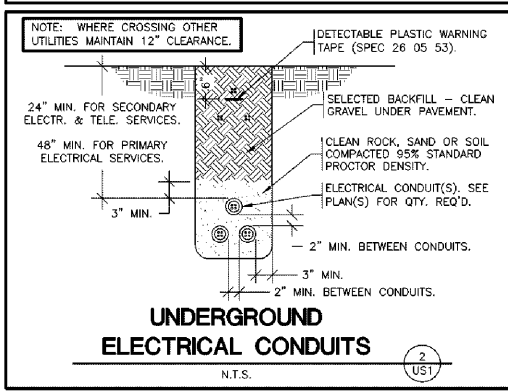 NOTE: WHERE CROSSING OTHER
UTILITIES MAINTAIN 12" CLEARANCE.
DETECTABLE PLASTIC WARNING
TAPE (SPEC 26 05 53).
6"
24" MIN. FOR SECONDARY
ELECTR. & TELE. SERVICES.
SELECTED BACKFILL – CLEAN
GRAVEL UNDER PAVEMENT.
48" MIN. FOR PRIMARY
ELECTRICAL SERVICES.
CLEAN ROCK, SAND OR SOIL
COMPACTED 95% STANDARD
PROCTOR DENSITY.
3" MIN.
ELECTRICAL CONDUIT(S). SEE
PLAN(S) FOR QTY. REQ'D.
2" MIN. BETWEEN CONDUITS.
3" MIN.
2" MIN. BETWEEN CONDUITS.
UNDERGROUND
ELECTRICAL CONDUITS
N.T.S.
2
US1